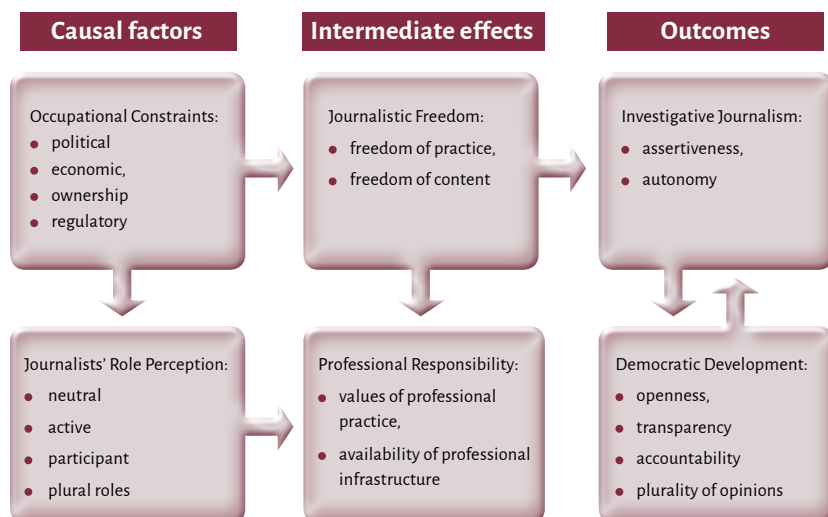 Causal factors
Intermediate effects
Outcomes
Occupational Constraints:
political
economic,
ownership
regulatory
Journalistic Freedom:
freedom of practice,
freedom of content
Investigative Journalism:
assertiveness,
autonomy
Journalists’ Role Perception:
neutral
active
participant
plural roles
Professional Responsibility:
values of professional
practice,
availability of professional
infrastructure
Democratic Development:
openness,
transparency
accountability
plurality of opinions